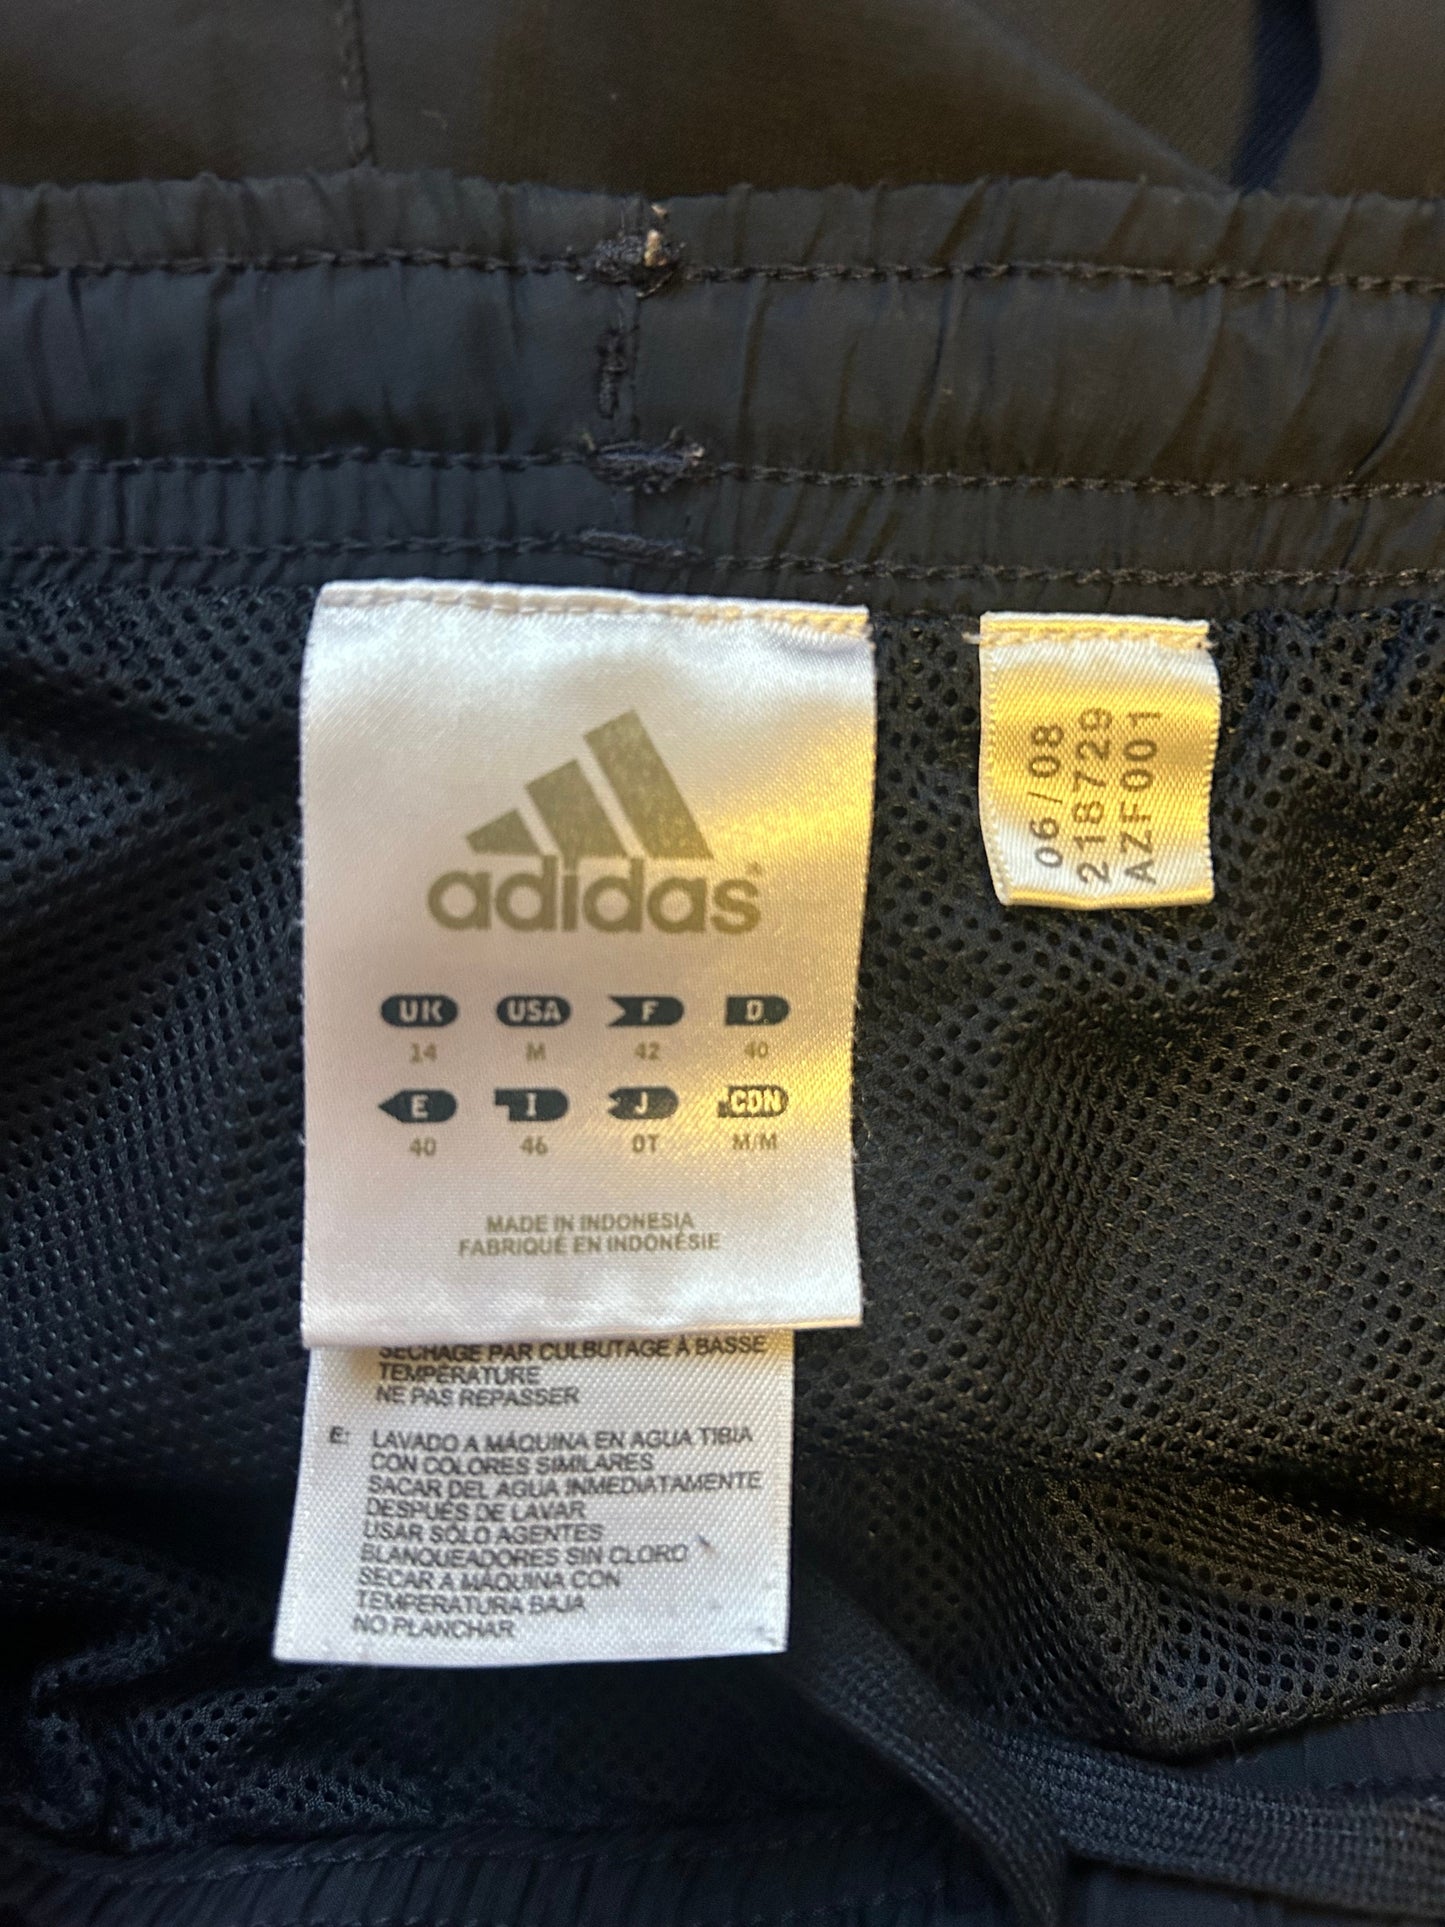 adidas
UK USA F D
14 M 42 40
E I J CDN
40 46 OT M/M
MADE IN INDONESIA
FABRIQUÉ EN INDONÉSIE
SÉCHAGE PAR CULBUTAGE À BASSE
TEMPÉRATURE
NE PAS REPASSER
E: LAVADO A MÁQUINA EN AGUA TIBIA
CON COLORES SIMILARES
SACAR DEL AGUA INMEDIATAMENTE
DESPUÉS DE LAVAR
USAR SÓLO AGENTES
BLANQUEADORES SIN CLORO
SECAR A MÁQUINA CON
TEMPERATURA BAJA
NO PLANCHAR
06/08
218729
AZF001